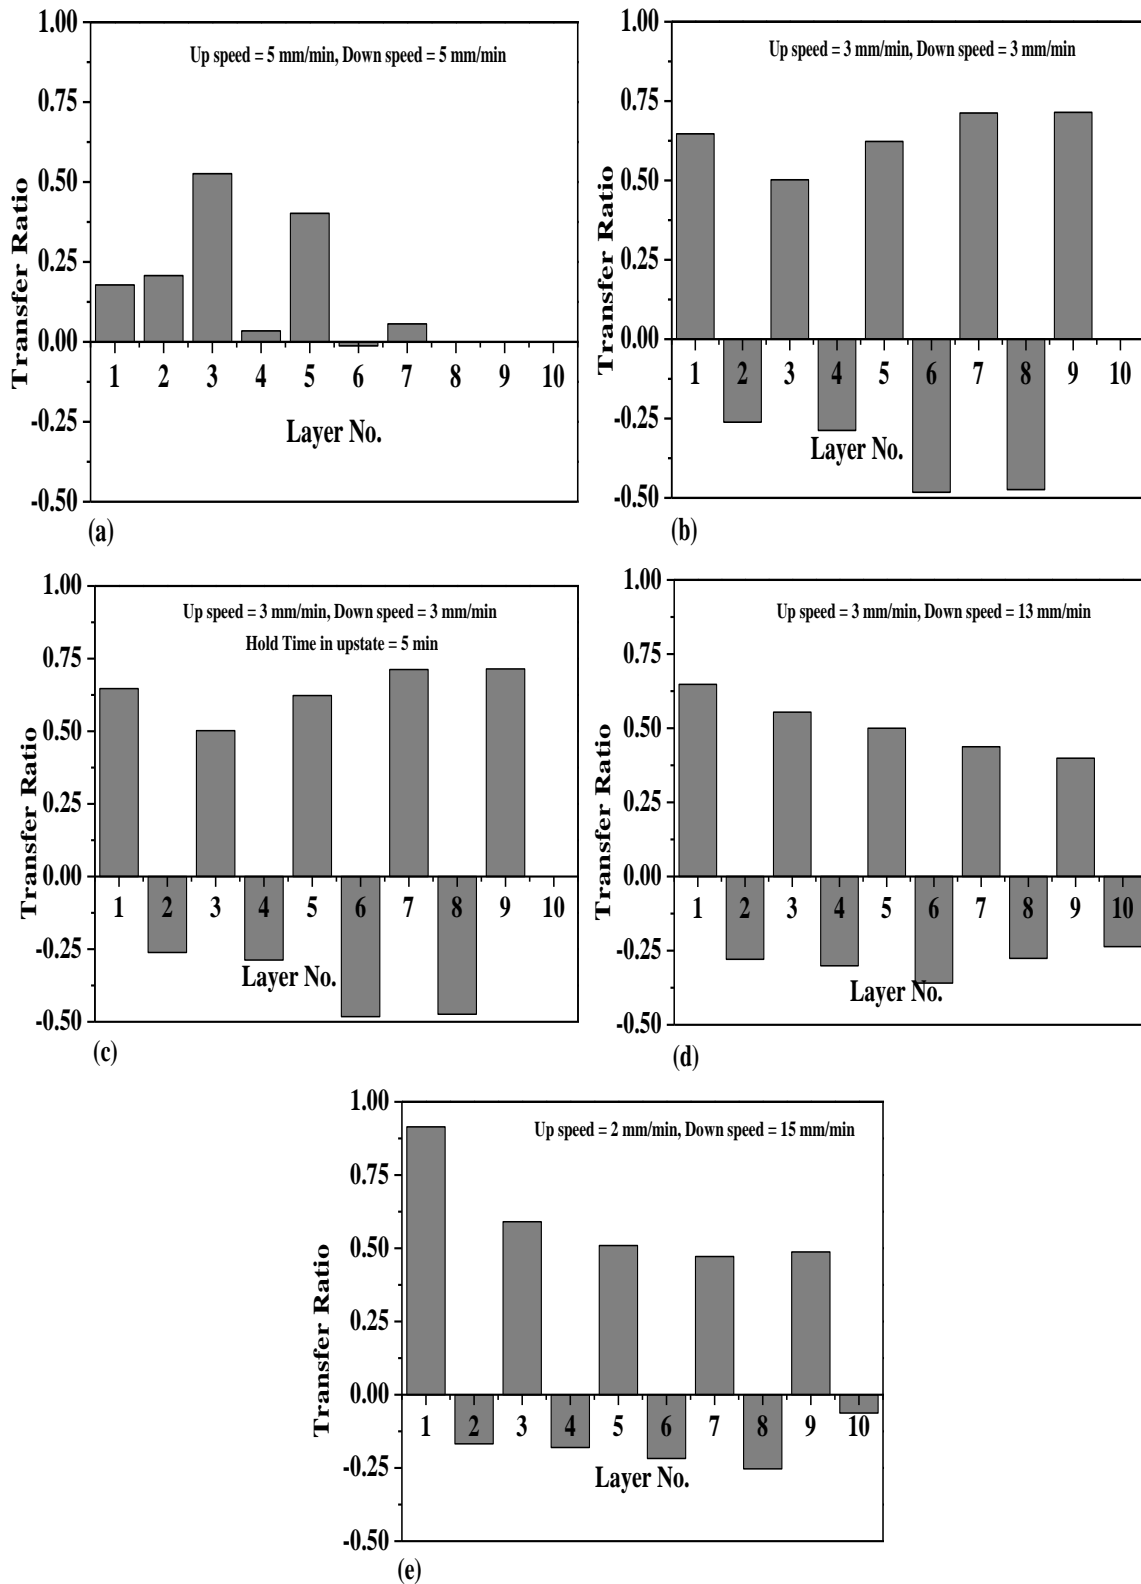 1.00
0.75
0.50
0.25
0.00
-0.25
-0.50
Transfer Ratio
Up speed = 5 mm/min, Down speed = 5 mm/min
1 2 3 4 5 6 7 8 9 10
Layer No.
(a)
1.00
0.75
0.50
0.25
0.00
-0.25
-0.50
Transfer Ratio
Up speed = 3 mm/min, Down speed = 3 mm/min
1 2 3 4 5 6 7 8 9 10
Layer No.
(b)
1.00
0.75
0.50
0.25
0.00
-0.25
-0.50
Transfer Ratio
Up speed = 3 mm/min, Down speed = 3 mm/min
Hold Time in upstate = 5 min
1 2 3 4 5 6 7 8 9 10
Layer No.
(c)
1.00
0.75
0.50
0.25
0.00
-0.25
-0.50
Transfer Ratio
Up speed = 3 mm/min, Down speed = 13 mm/min
1 2 3 4 5 6 7 8 9 10
Layer No.
(d)
1.00
0.75
0.50
0.25
0.00
-0.25
-0.50
Transfer Ratio
Up speed = 2 mm/min, Down speed = 15 mm/min
1 2 3 4 5 6 7 8 9 10
Layer No.
(e)